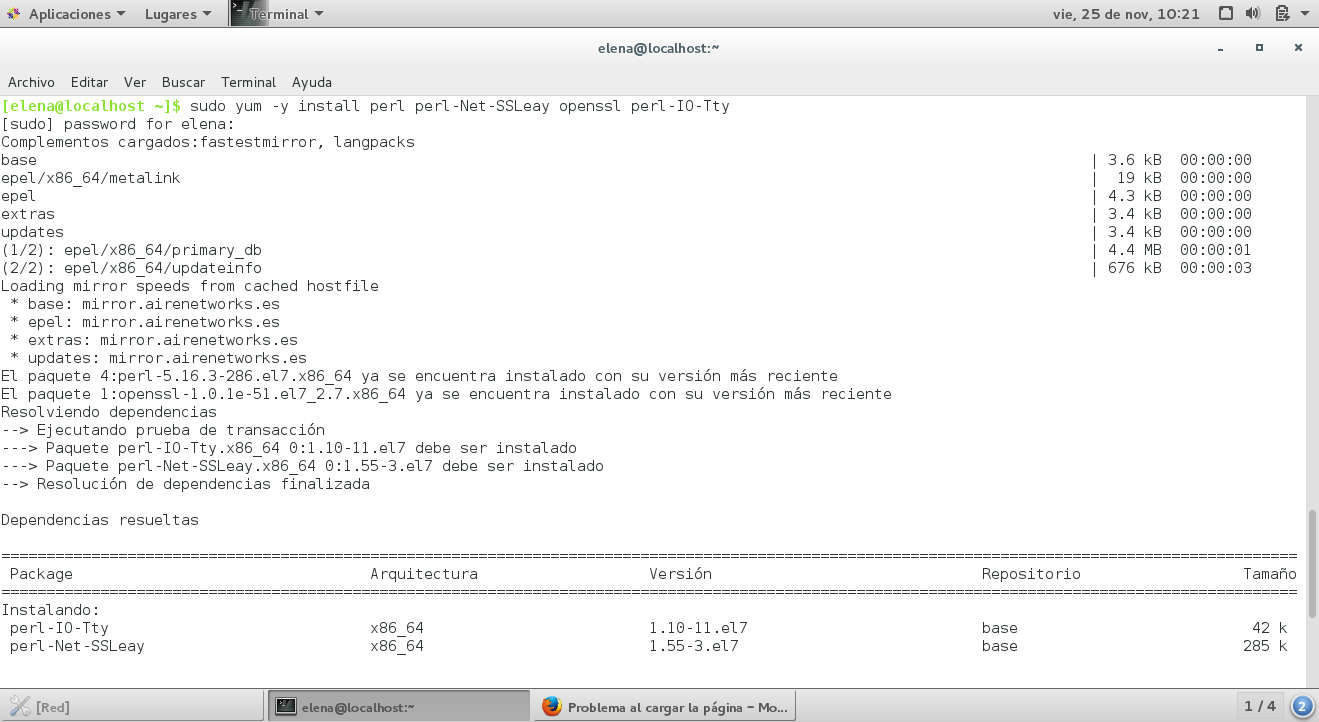 Aplicaciones Lugares Terminal vie, 25 de nov, 10:21
elena@localhost:~
Archivo Editar Ver Buscar Terminal Ayuda
[elena@localhost ~]$ sudo yum -y install perl perl-Net-SSLeay openssl perl-IO-Tty
[sudo] password for elena:
Complementos cargados:fastestmirror, langpacks
base | 3.6 kB 00:00:00
epel/x86_64/metalink | 19 kB 00:00:00
epel | 4.3 kB 00:00:00
extras | 3.4 kB 00:00:00
updates | 3.4 kB 00:00:00
(1/2): epel/x86_64/primary_db | 4.4 MB 00:00:01
(2/2): epel/x86_64/updateinfo | 676 kB 00:00:03
Loading mirror speeds from cached hostfile
* base: mirror.airenetworks.es
* epel: mirror.airenetworks.es
* extras: mirror.airenetworks.es
* updates: mirror.airenetworks.es
El paquete 4:perl-5.16.3-286.el7.x86_64 ya se encuentra instalado con su versión más reciente
El paquete 1:openssl-1.0.1e-51.el7_2.7.x86_64 ya se encuentra instalado con su versión más reciente
Resolviendo dependencias
--> Ejecutando prueba de transacción
---> Paquete perl-IO-Tty.x86_64 0:1.10-11.el7 debe ser instalado
---> Paquete perl-Net-SSLeay.x86_64 0:1.55-3.el7 debe ser instalado
--> Resolución de dependencias finalizada
Dependencias resueltas
================================================================================
Package Arquitectura Versión Repositorio Tamaño
================================================================================
Instalando:
perl-IO-Tty x86_64 1.10-11.el7 base 42 k
perl-Net-SSLeay x86_64 1.55-3.el7 base 285 k
[Red] elena@localhost:~ Problema al cargar la página – Mo... 1 / 4 2